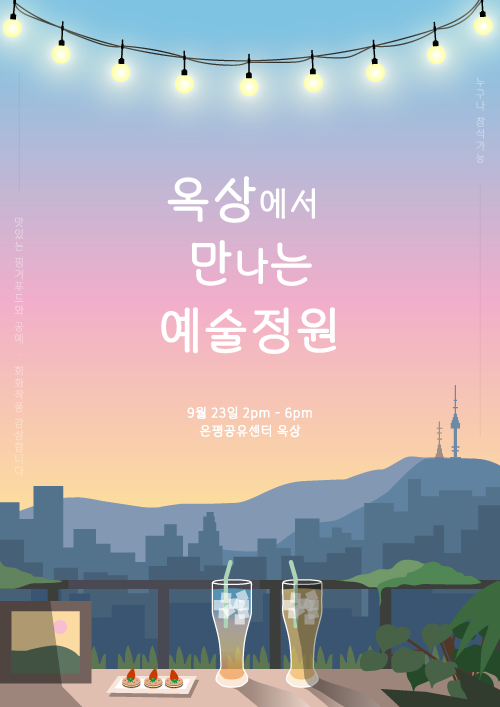 누구나 참석가능
옥상에서
만나는
예술정원
맛있는 핑거푸드와 공예 · 회화작품 감상합니다
9월 23일 2pm - 6pm
은평공유센터 옥상